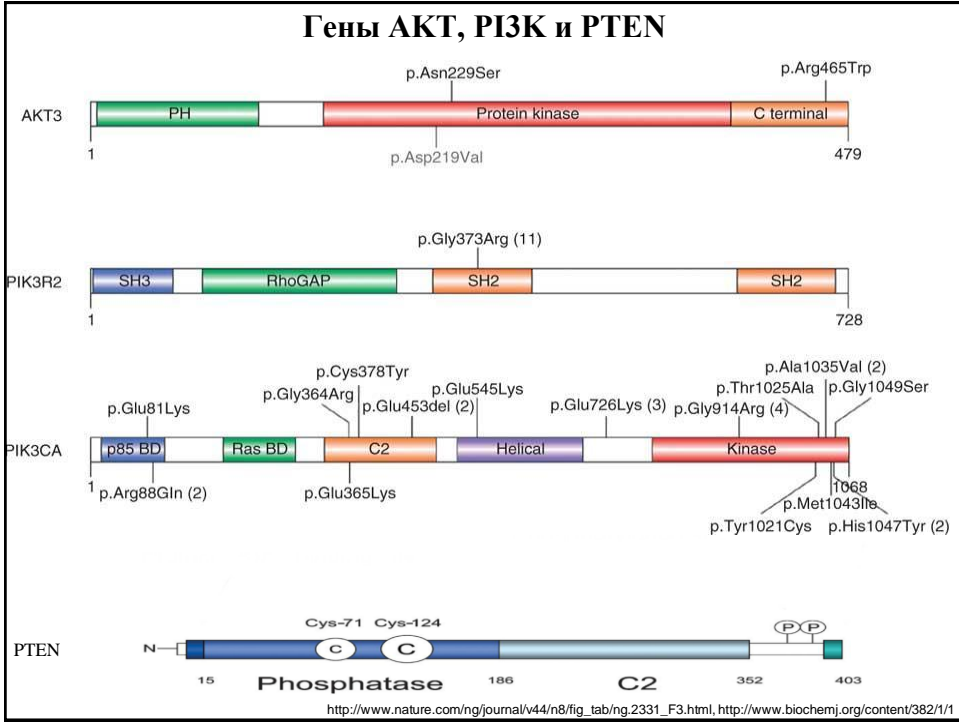 Гены AKT, PI3K и PTEN
p.Asn229Ser
p.Arg465Trp
AKT3
PH
Protein kinase
C terminal
1
p.Asp219Val
479
p.Gly373Arg (11)
PIK3R2
SH3
RhoGAP
SH2
SH2
1
728
p.Ala1035Val (2)
p.Cys378Tyr
p.Glu545Lys
p.Thr1025Ala
p.Gly1049Ser
p.Gly364Arg
p.Glu81Lys
p.Glu453del (2)
p.Glu726Lys (3)
p.Gly914Arg (4)
PIK3CA
p85 BD
Ras BD
C2
Helical
Kinase
1
1068
p.Arg88Gln (2)
p.Glu365Lys
p.Met1043Ile
p.Tyr1021Cys
p.His1047Tyr (2)
Cys-71
Cys-124
P P
PTEN
N
C
C
15
Phosphatase
186
C2
352
403
http://www.nature.com/ng/journal/v44/n8/fig_tab/ng.2331_F3.html, http://www.biochemj.org/content/382/1/1